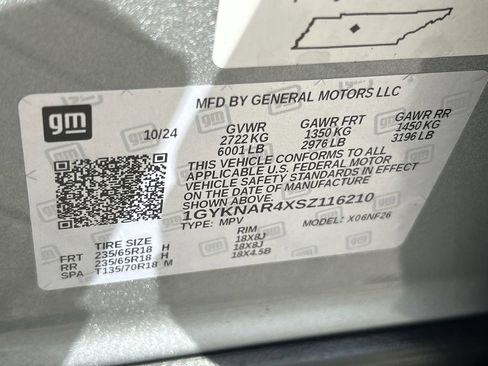 gm
MFD BY GENERAL MOTORS LLC
10/24
GVWR GAWR FRT GAWR RR
2722 KG 1350 KG 1450 KG
6001 LB 2976 LB 3196 LB
THIS VEHICLE CONFORMS TO ALL
APPLICABLE U.S. FEDERAL MOTOR
VEHICLE SAFETY STANDARDS IN EFFECT
ON THE DATE OF MANUFACTURE
SHOWN ABOVE.
1GYKNAR4XSZ116210
TYPE: MPV MODEL: X06NF26
TIRE SIZE RIM
FRT 235/65R18 H 18X8J
RR 235/65R18 H 18X8J
SPA T135/70R18 M 18X4.5B